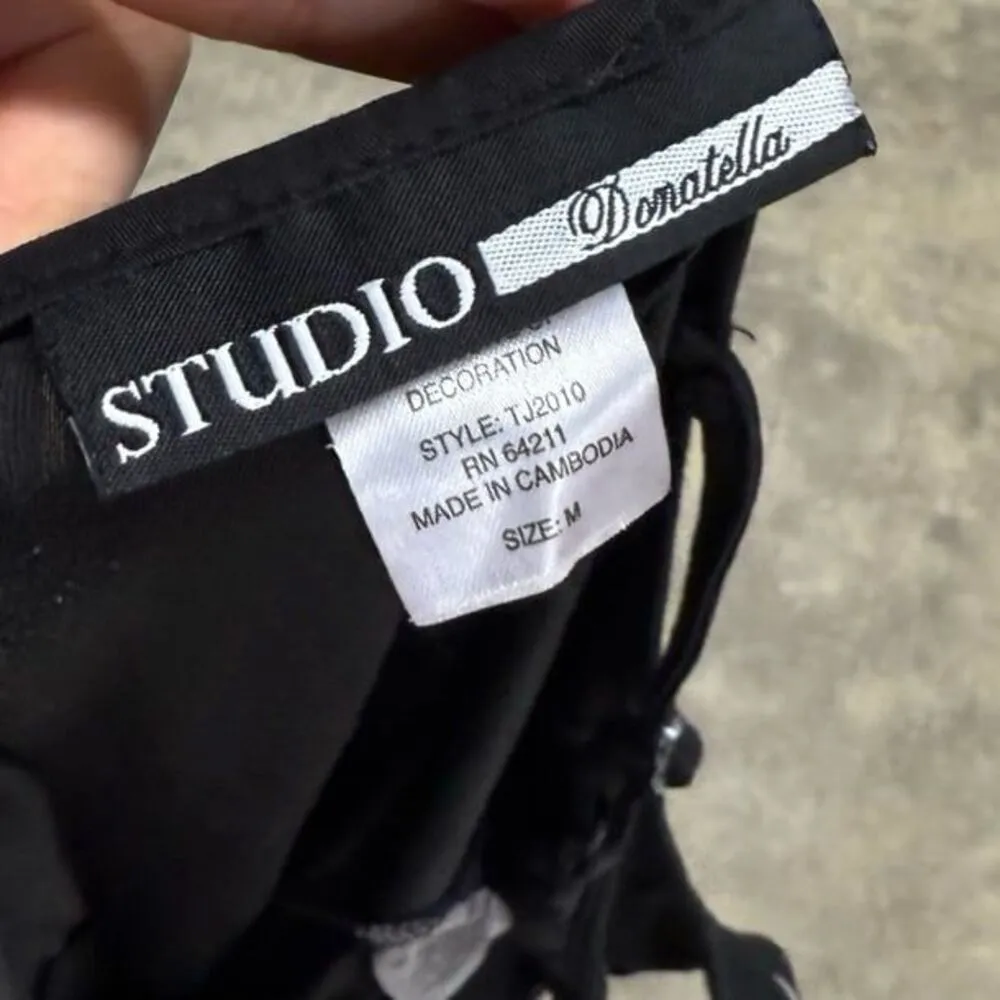 STUDIO Donatella
DECORATION
STYLE: TJ2010
RN 64211
MADE IN CAMBODIA
SIZE: M